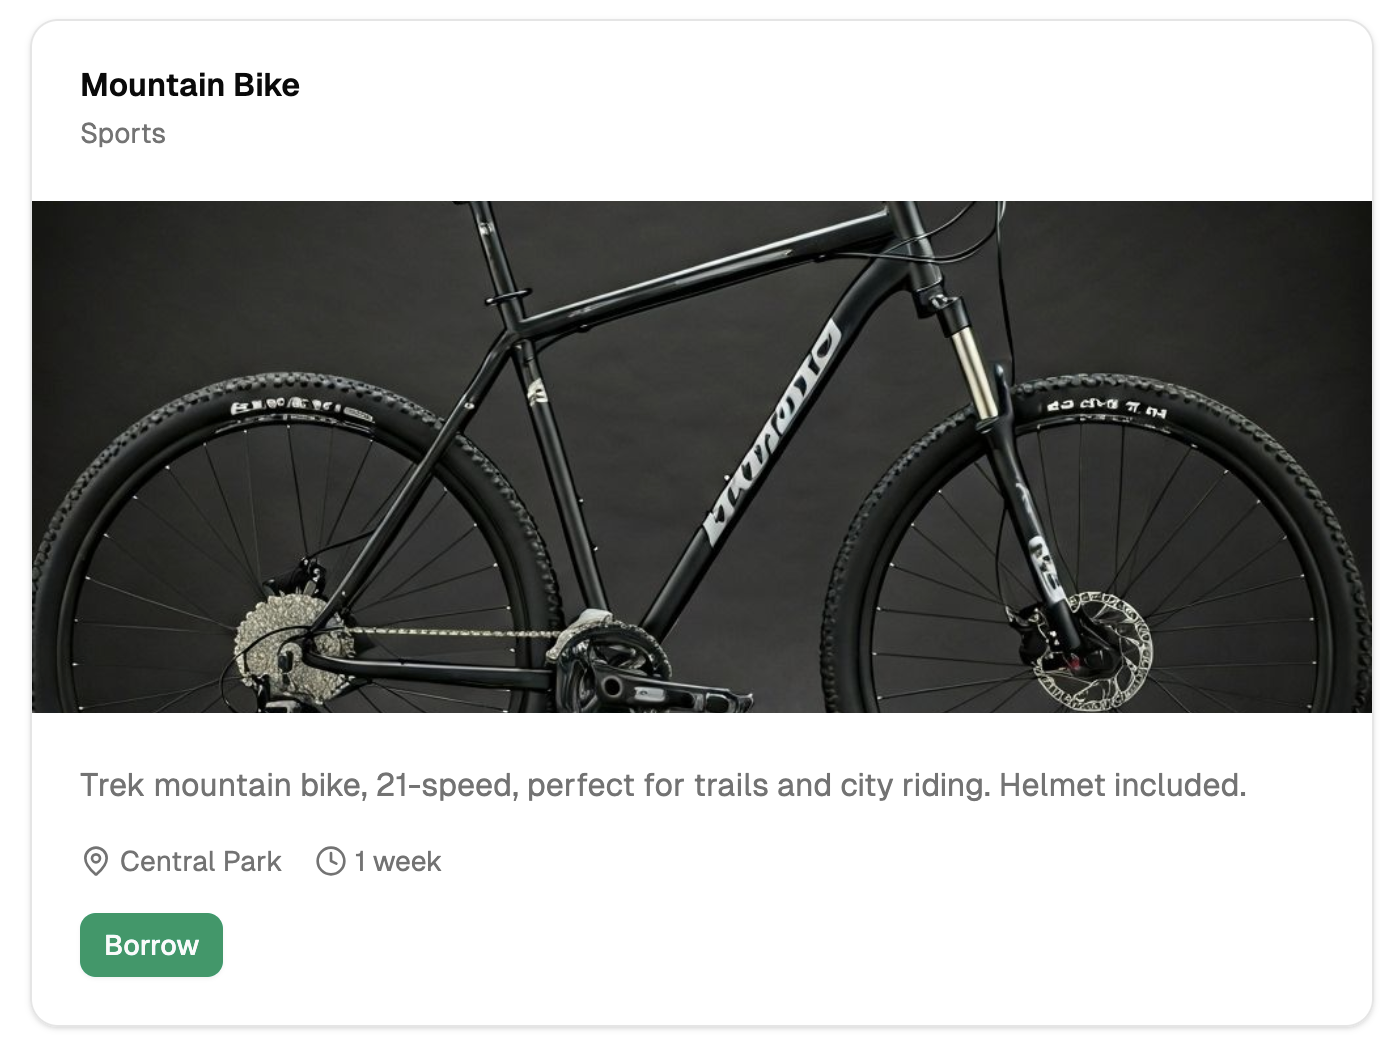 Mountain Bike
Sports
Trek mountain bike, 21-speed, perfect for trails and city riding. Helmet included.
Central Park
1 week
Borrow